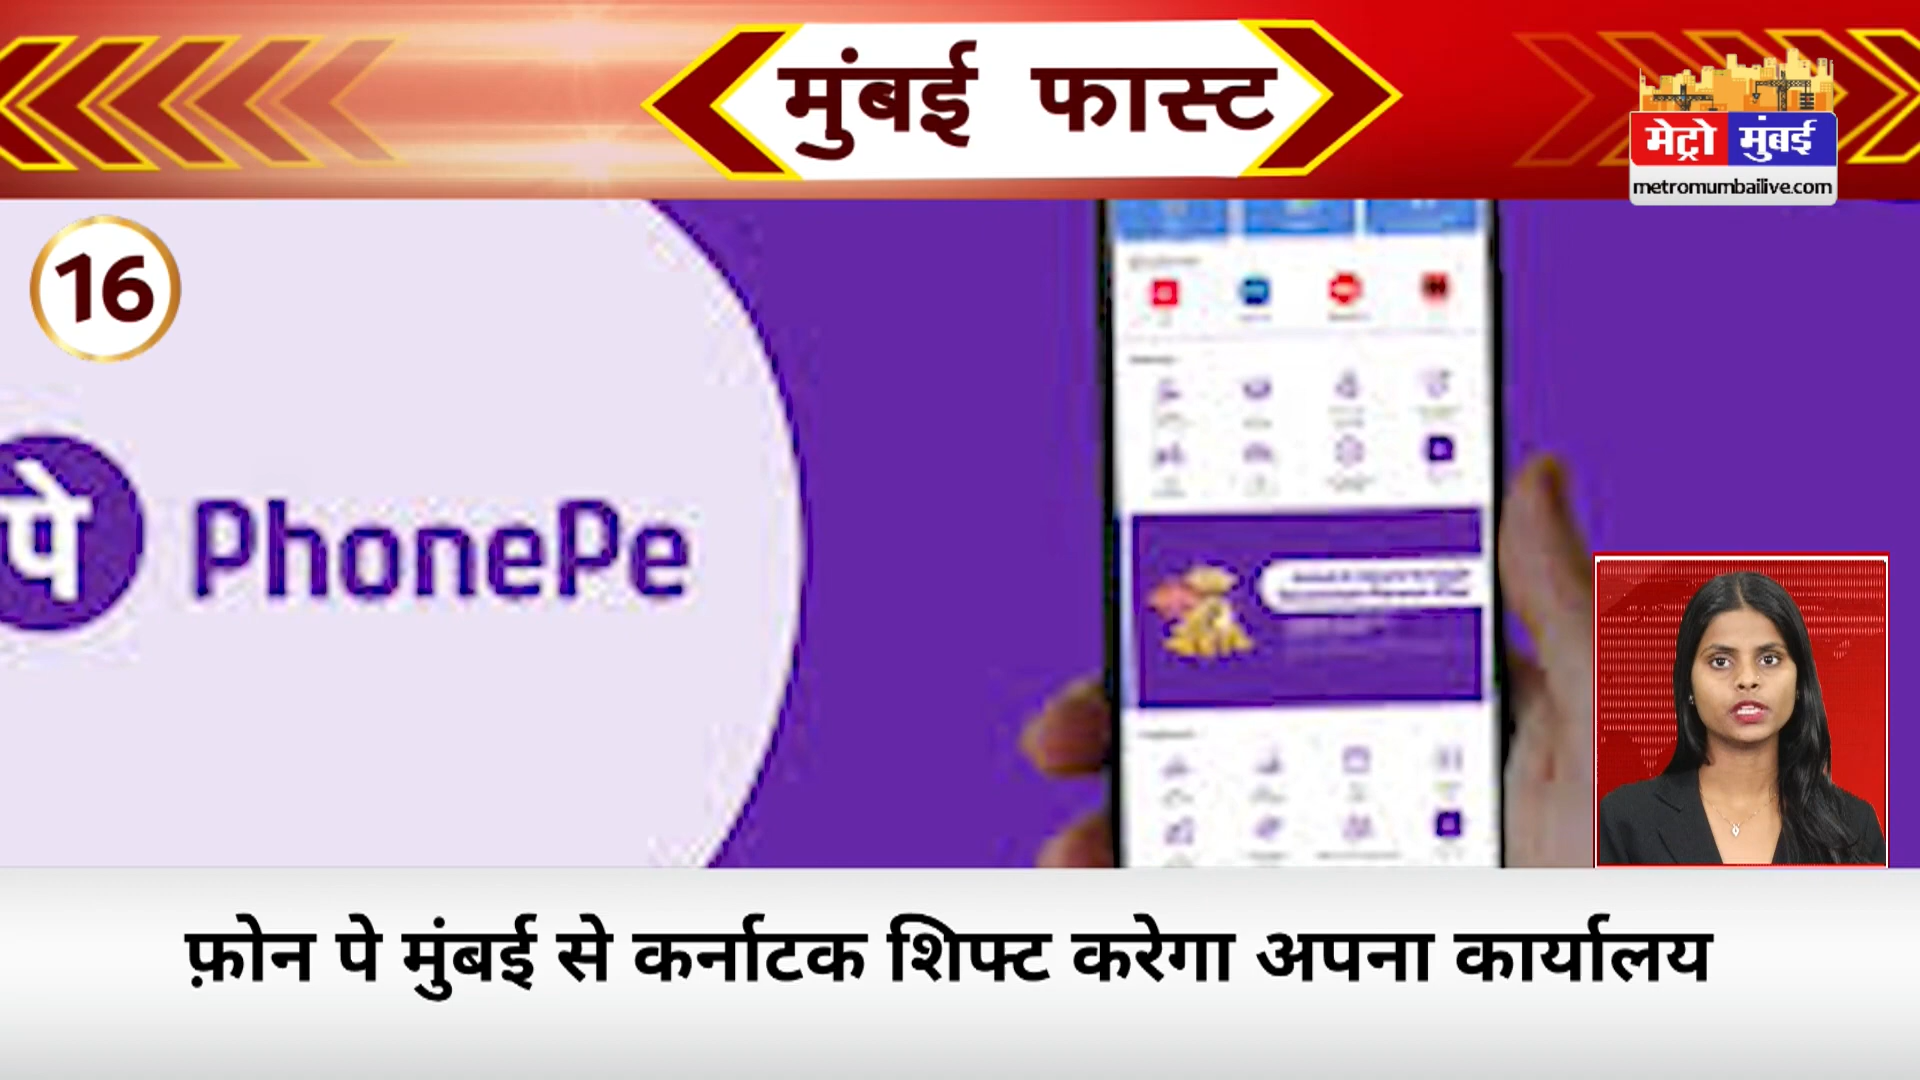 मुंबई फास्ट
मेट्रो मुंबई
metromumbailive.com
16
पे PhonePe
फ़ोन पे मुंबई से कर्नाटक शिफ्ट करेगा अपना कार्यालय